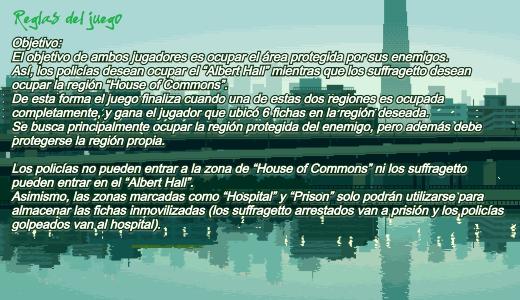 Reglas del juego
Objetivo:
El objetivo de ambos jugadores es ocupar el área protegida por sus enemigos.
Así, los policías desean ocupar el "Albert Hall" mientras que los suffragetto desean
ocupar la región "House of Commons".
De esta forma el juego finaliza cuando una de estas dos regiones es ocupada
completamente, y gana el jugador que ubicó 6 fichas en la región deseada.
Se busca principalmente ocupar la región protegida del enemigo, pero además debe
protegerse la región propia.
Los policías no pueden entrar a la zona de "House of Commons" ni los suffragetto
pueden entrar en el "Albert Hall".
Asimismo, las zonas marcadas como "Hospital" y "Prison" solo podrán utilizarse para
almacenar las fichas inmovilizadas (los suffragetto arrestados van a prisión y los policías
golpeados van al hospital).